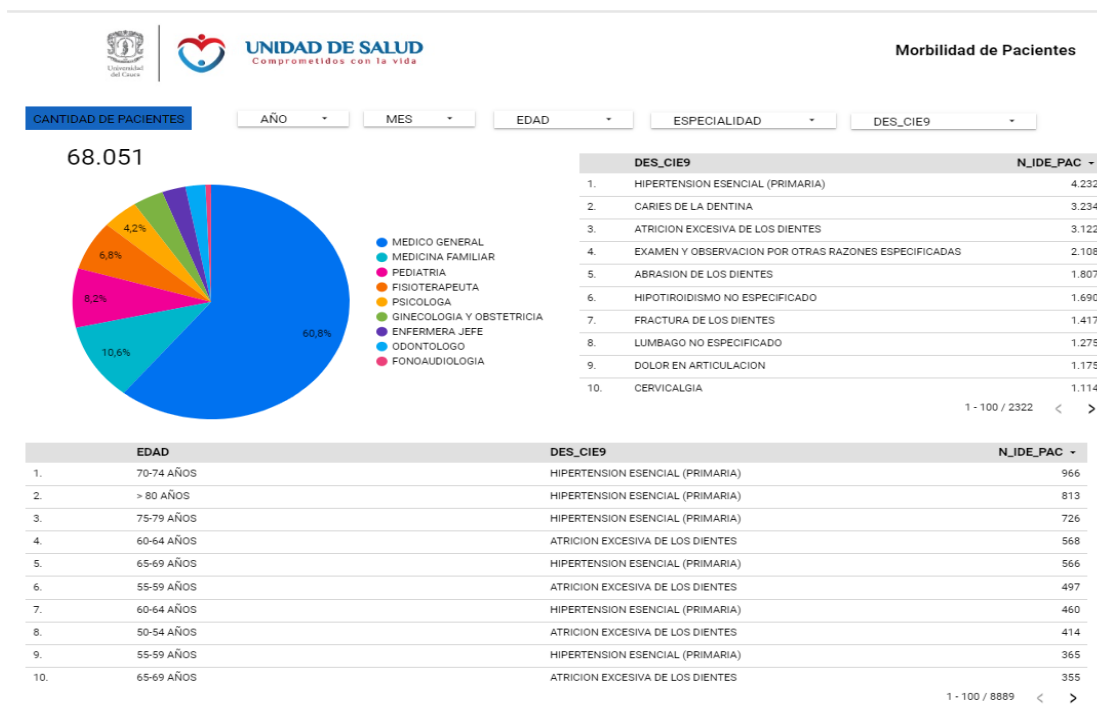 Universidad
del Cauca
UNIDAD DE SALUD
Comprometidos con la vida
Morbilidad de Pacientes
CANTIDAD DE PACIENTES
AÑO
MES
EDAD
ESPECIALIDAD
DES_CIE9
68.051
60,8%
10,6%
8,2%
6,8%
4,2%
MEDICO GENERAL
MEDICINA FAMILIAR
PEDIATRIA
FISIOTERAPEUTA
PSICOLOGA
GINECOLOGIA Y OBSTETRICIA
ENFERMERA JEFE
ODONTOLOGO
FONOAUDIOLOGIA
DES_CIE9 N_IDE_PAC
1. HIPERTENSION ESENCIAL (PRIMARIA) 4.232
2. CARIES DE LA DENTINA 3.234
3. ATRICION EXCESIVA DE LOS DIENTES 3.122
4. EXAMEN Y OBSERVACION POR OTRAS RAZONES ESPECIFICADAS 2.108
5. ABRASION DE LOS DIENTES 1.807
6. HIPOTIROIDISMO NO ESPECIFICADO 1.690
7. FRACTURA DE LOS DIENTES 1.417
8. LUMBAGO NO ESPECIFICADO 1.275
9. DOLOR EN ARTICULACION 1.175
10. CERVICALGIA 1.114
1 - 100 / 2322 < >
EDAD DES_CIE9 N_IDE_PAC
1. 70-74 AÑOS HIPERTENSION ESENCIAL (PRIMARIA) 966
2. > 80 AÑOS HIPERTENSION ESENCIAL (PRIMARIA) 813
3. 75-79 AÑOS HIPERTENSION ESENCIAL (PRIMARIA) 726
4. 60-64 AÑOS ATRICION EXCESIVA DE LOS DIENTES 568
5. 65-69 AÑOS HIPERTENSION ESENCIAL (PRIMARIA) 566
6. 55-59 AÑOS ATRICION EXCESIVA DE LOS DIENTES 497
7. 60-64 AÑOS HIPERTENSION ESENCIAL (PRIMARIA) 460
8. 50-54 AÑOS ATRICION EXCESIVA DE LOS DIENTES 414
9. 55-59 AÑOS HIPERTENSION ESENCIAL (PRIMARIA) 365
10. 65-69 AÑOS ATRICION EXCESIVA DE LOS DIENTES 355
1 - 100 / 8889 < >